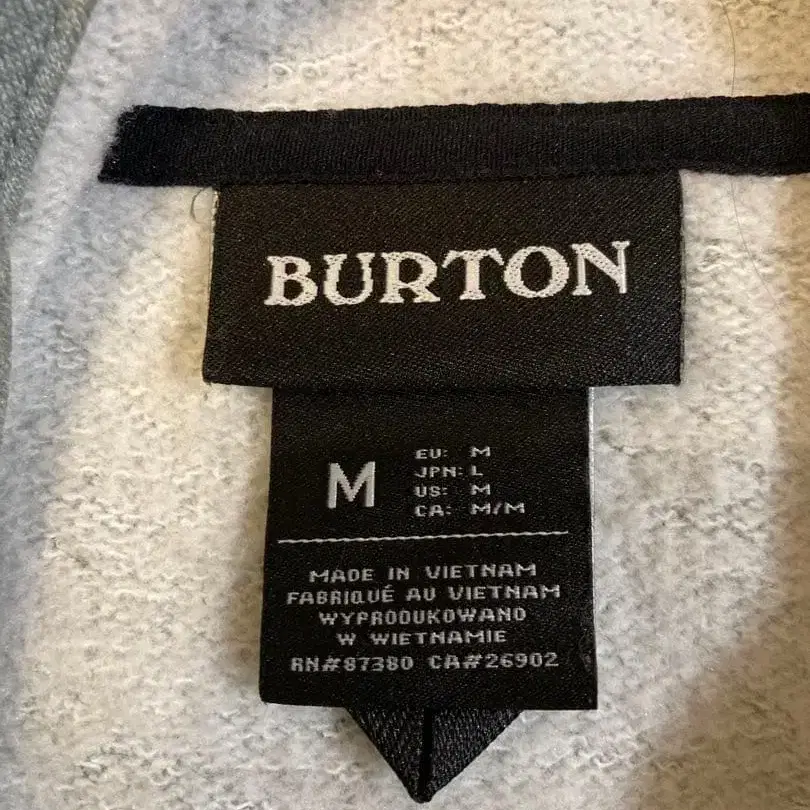 BURTON
M
EU: M
JPN: L
US: M
CA: M/M
MADE IN VIETNAM
FABRIQUÉ AU VIETNAM
WYPRODUKOWANO
W WIETNAMIE
RN#87380 CA#26902